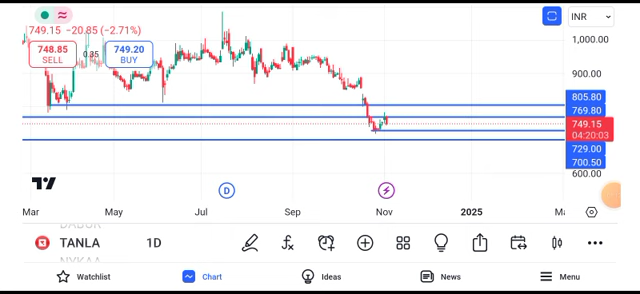 INR
749.15 −20.85 (−2.71%)
1,000.00
748.85
SELL
0.35
749.20
BUY
900.00
805.80
769.80
749.15
04:20:03
729.00
700.50
600.00
D
Mar May Jul Sep Nov 2025
TANLA 1D
Watchlist Chart Ideas News Menu